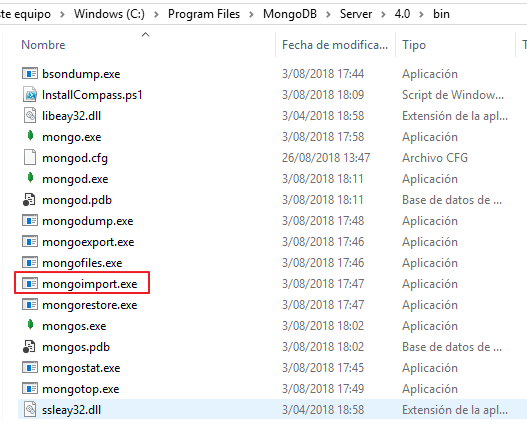 ste equipo > Windows (C:) > Program Files > MongoDB > Server > 4.0 > bin
Nombre Fecha de modifica... Tipo
bsondump.exe 3/08/2018 17:44 Aplicación
InstallCompass.ps1 3/08/2018 18:09 Script de Window...
libeay32.dll 3/04/2018 18:58 Extensión de la apl...
mongo.exe 3/08/2018 17:58 Aplicación
mongod.cfg 26/08/2018 13:47 Archivo CFG
mongod.exe 3/08/2018 18:11 Aplicación
mongod.pdb 3/08/2018 18:11 Base de datos de ...
mongodump.exe 3/08/2018 17:48 Aplicación
mongoexport.exe 3/08/2018 17:46 Aplicación
mongofiles.exe 3/08/2018 17:46 Aplicación
mongoimport.exe 3/08/2018 17:47 Aplicación
mongorestore.exe 3/08/2018 17:47 Aplicación
mongos.exe 3/08/2018 18:02 Aplicación
mongos.pdb 3/08/2018 18:02 Base de datos de ...
mongostat.exe 3/08/2018 17:45 Aplicación
mongotop.exe 3/08/2018 17:49 Aplicación
ssleay32.dll 3/04/2018 18:58 Extensión de la apl...